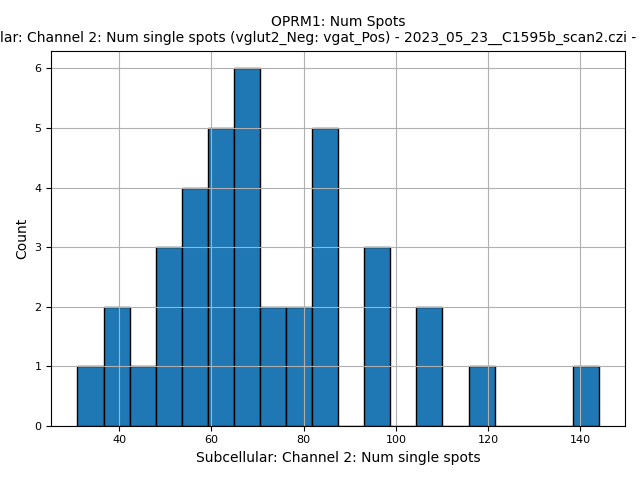 OPRM1: Num Spots
lar: Channel 2: Num single spots (vglut2_Neg: vgat_Pos) - 2023_05_23__C1595b_scan2.czi -
6
5
4
3
2
1
0
Count
40 60 80 100 120 140
Subcellular: Channel 2: Num single spots